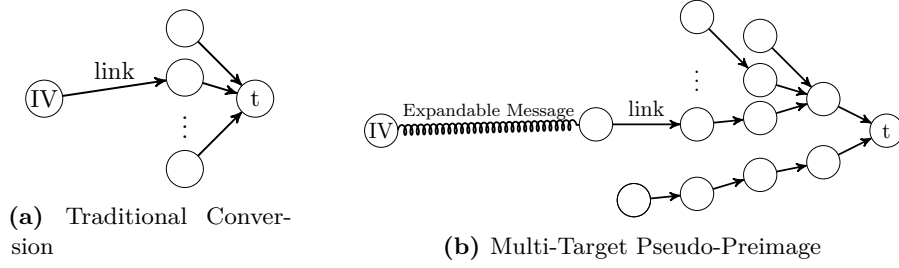 link
IV
t
⋮
(a) Traditional Conver-
sion
Expandable Message
link
⋮
IV
t
(b) Multi-Target Pseudo-Preimage